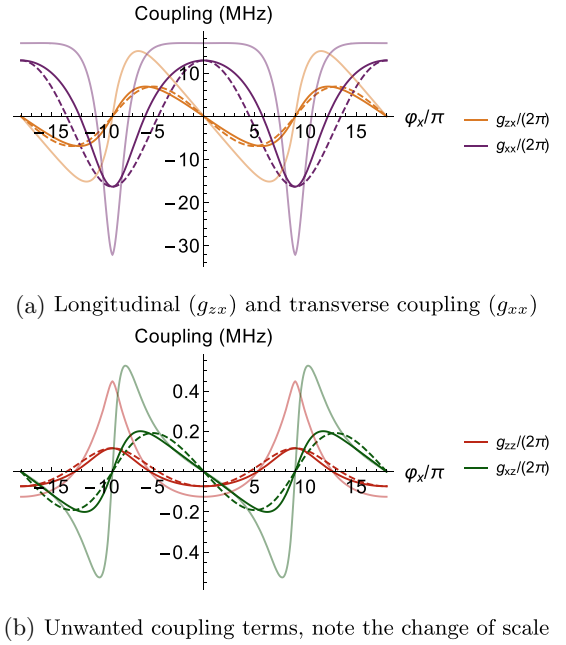 Coupling (MHz)
10
φx/π
−15 −10 −5 5 10 15
−10
−20
−30
gzx/(2π)
gxx/(2π)
(a) Longitudinal (gzx) and transverse coupling (gxx)
Coupling (MHz)
0.4
0.2
φx/π
−15 −10 −5 5 10 15
−0.2
−0.4
gzz/(2π)
gxz/(2π)
(b) Unwanted coupling terms, note the change of scale